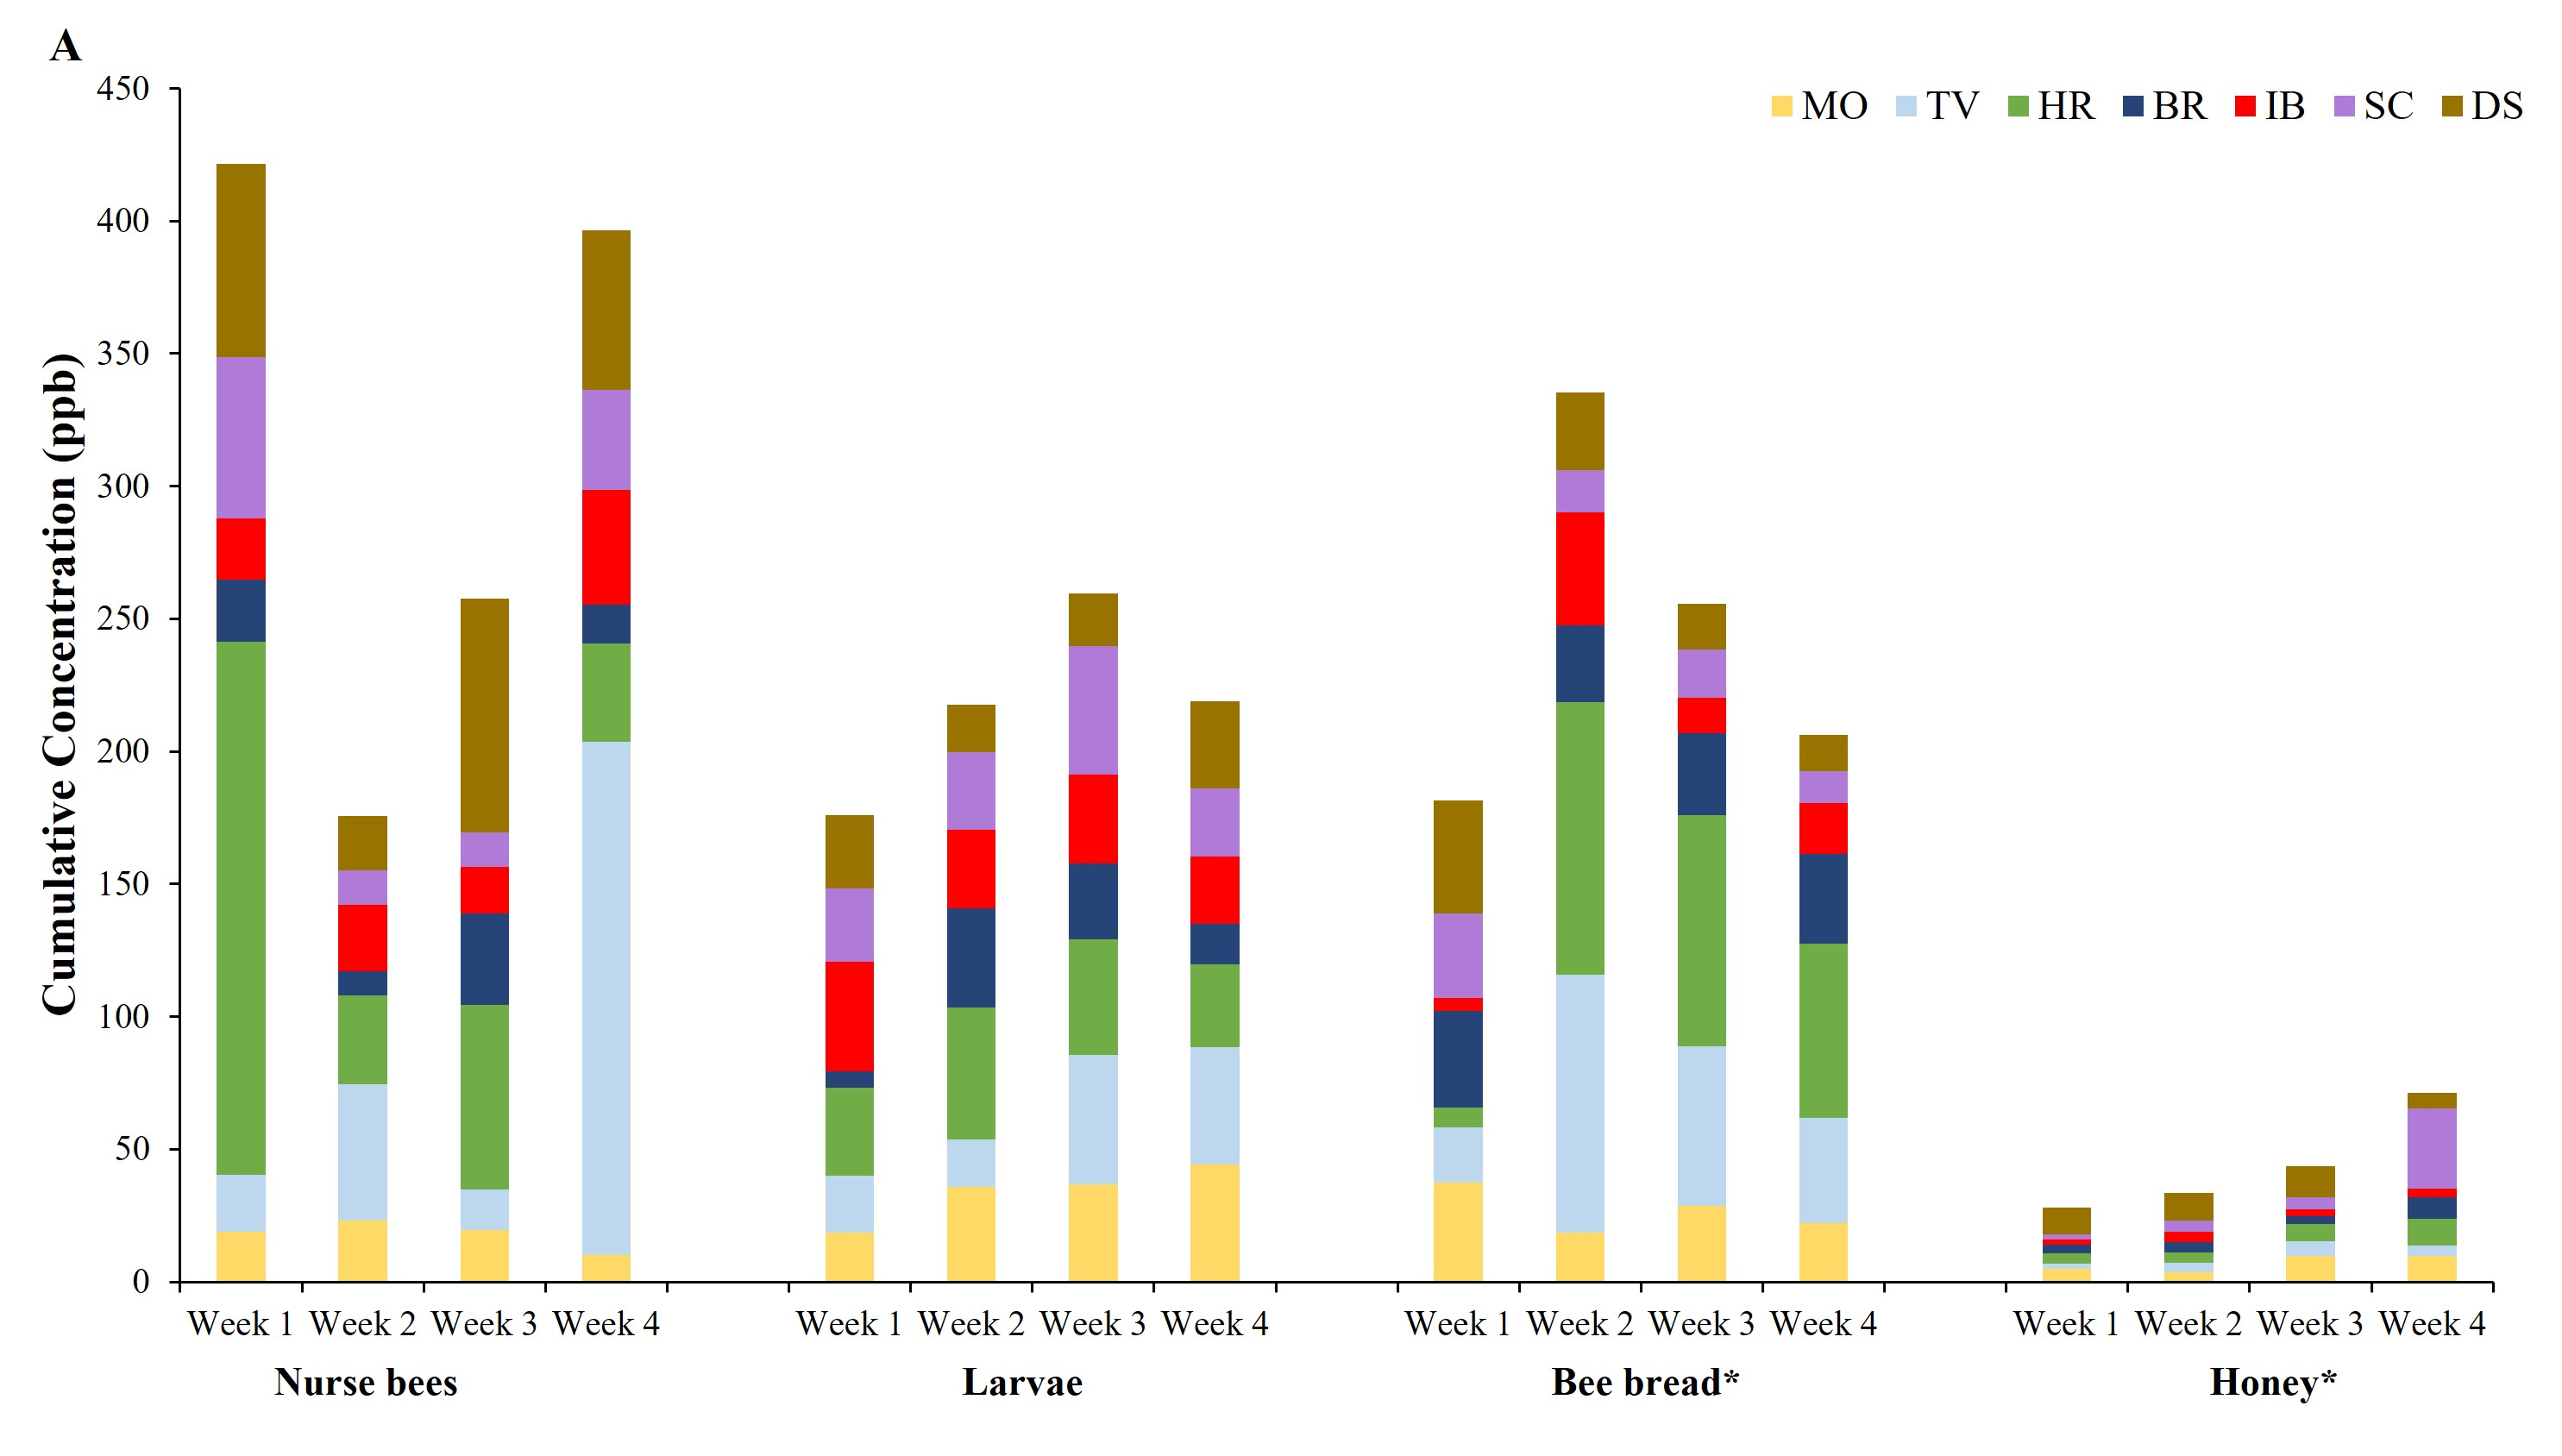 A
MO TV HR BR IB SC DS
Cumulative Concentration (ppb)
450
400
350
300
250
200
150
100
50
0
Week 1 Week 2 Week 3 Week 4 Week 1 Week 2 Week 3 Week 4 Week 1 Week 2 Week 3 Week 4 Week 1 Week 2 Week 3 Week 4
Nurse bees Larvae Bee bread* Honey*